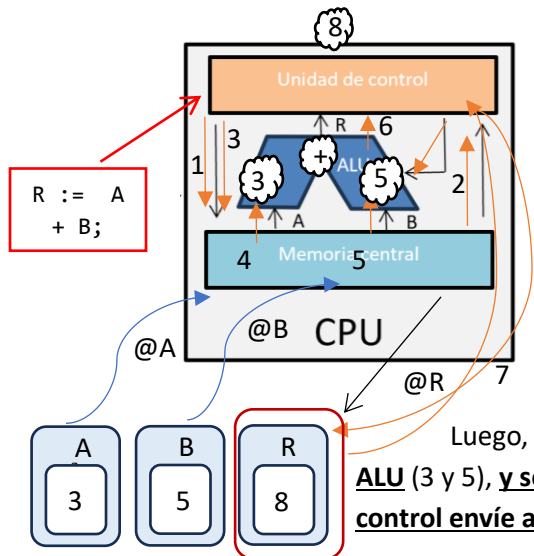 8
Unidad de control
R
6
1
3
+
ALU
3
5
2
R := A
+ B;
A
B
4
Memoria central
5
CPU
@A
@B
@R
7
A
B
R
3
5
8
Luego,
ALU (3 y 5), y se
control envíe a